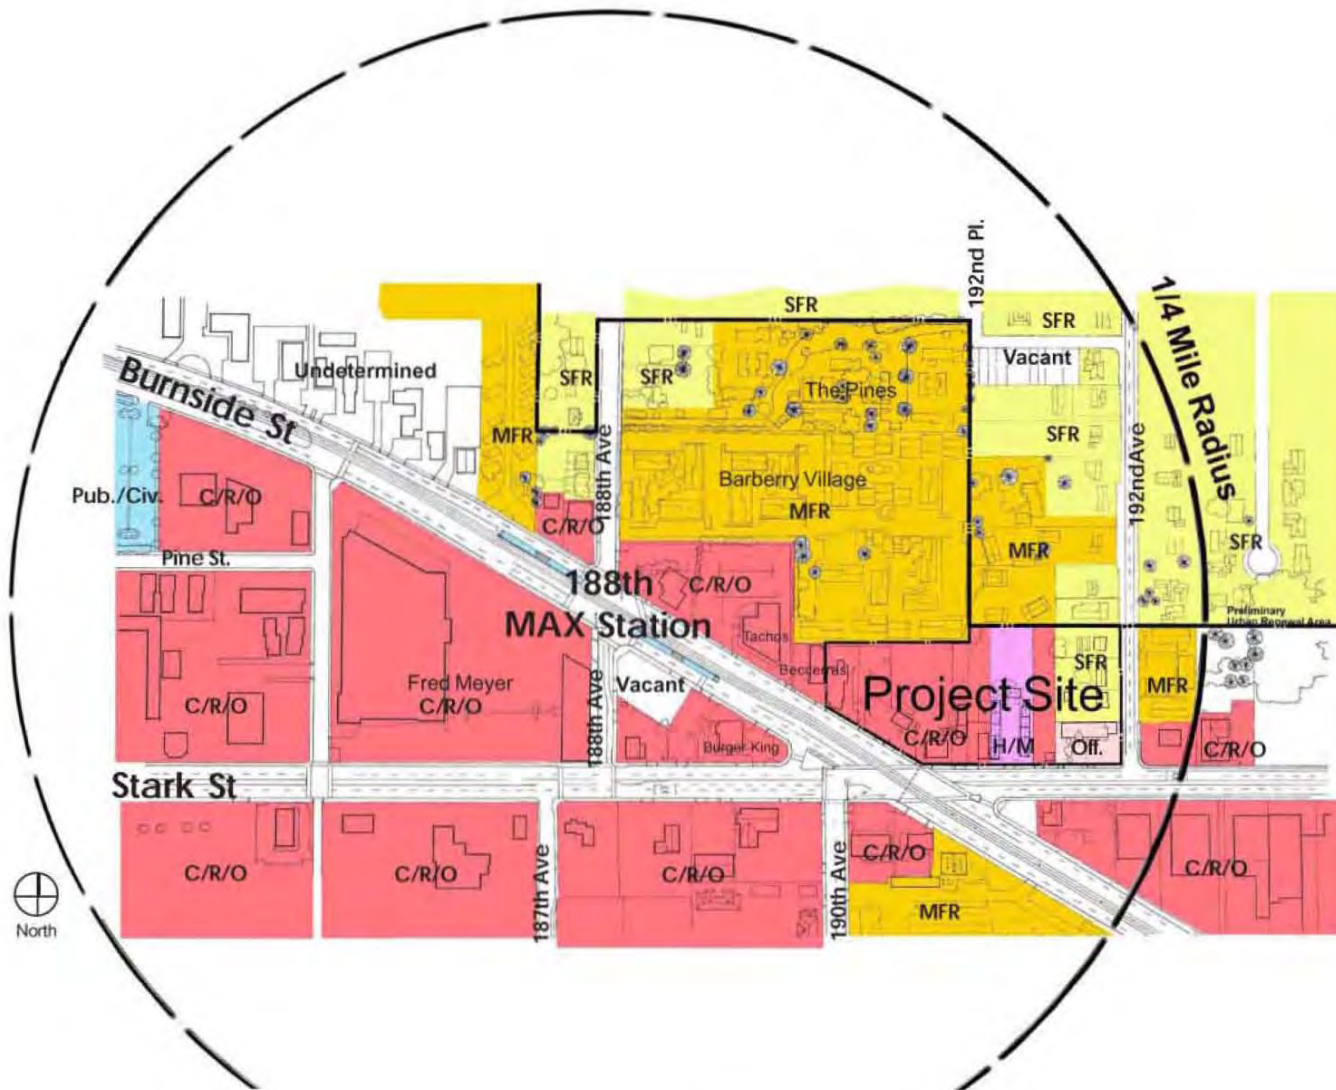 192nd Pl.
1/4 Mile Radius
SFR
SFR
Vacant
Burnside St
Undetermined
SFR
SFR
The Pines
MFR
SFR
188th Ave
Barberry Village
192ndAve
Pub./Civ.
C/R/O
C/R/O
MFR
SFR
Pine St.
188th
MAX Station
C/R/O
MFR
Preliminary
Urban Renewal Area
Tachos
Beccerras
SFR
MFR
Fred Meyer
C/R/O
C/R/O
188th Ave
Vacant
Project Site
Burger King
C/R/O
H/M
Off.
C/R/O
Stark St
C/R/O
C/R/O
187th Ave
C/R/O
190th Ave
C/R/O
MFR
C/R/O
North